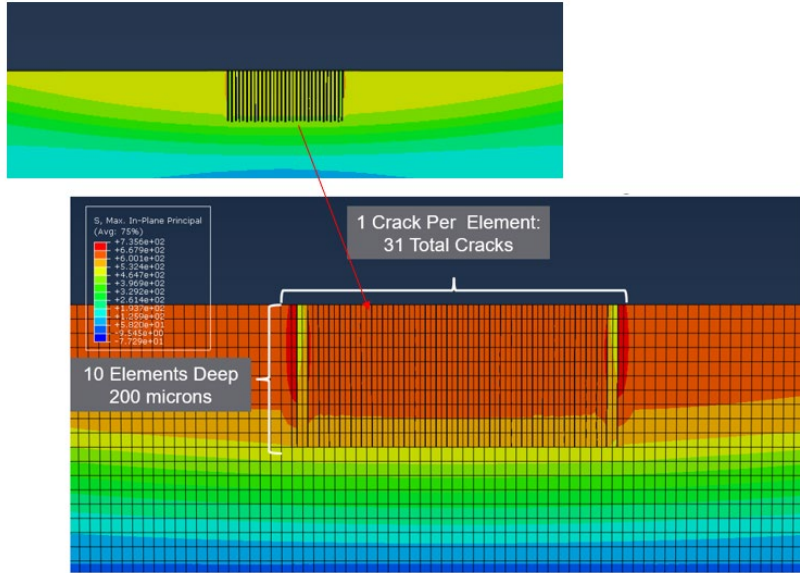 1 Crack Per Element:
31 Total Cracks
S, Max. In-Plane Principal
(Avg: 75%)
+7.356e+02
+6.679e+02
+6.001e+02
+5.324e+02
+4.647e+02
+3.969e+02
+3.292e+02
+2.614e+02
+1.937e+02
+1.259e+02
+5.820e+01
-9.545e+00
-7.729e+01
10 Elements Deep
200 microns